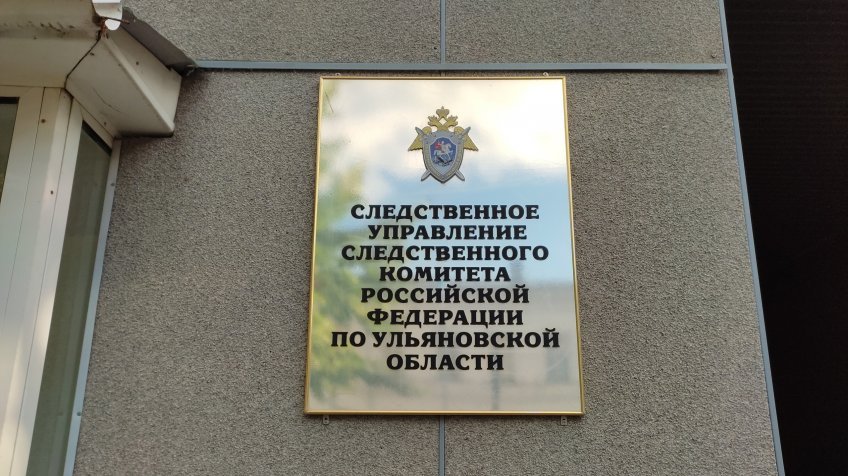 СЛЕДСТВЕННОЕ
УПРАВЛЕНИЕ
СЛЕДСТВЕННОГО
КОМИТЕТА
РОССИЙСКОЙ
ФЕДЕРАЦИИ
ПО УЛЬЯНОВСКОЙ
ОБЛАСТИ